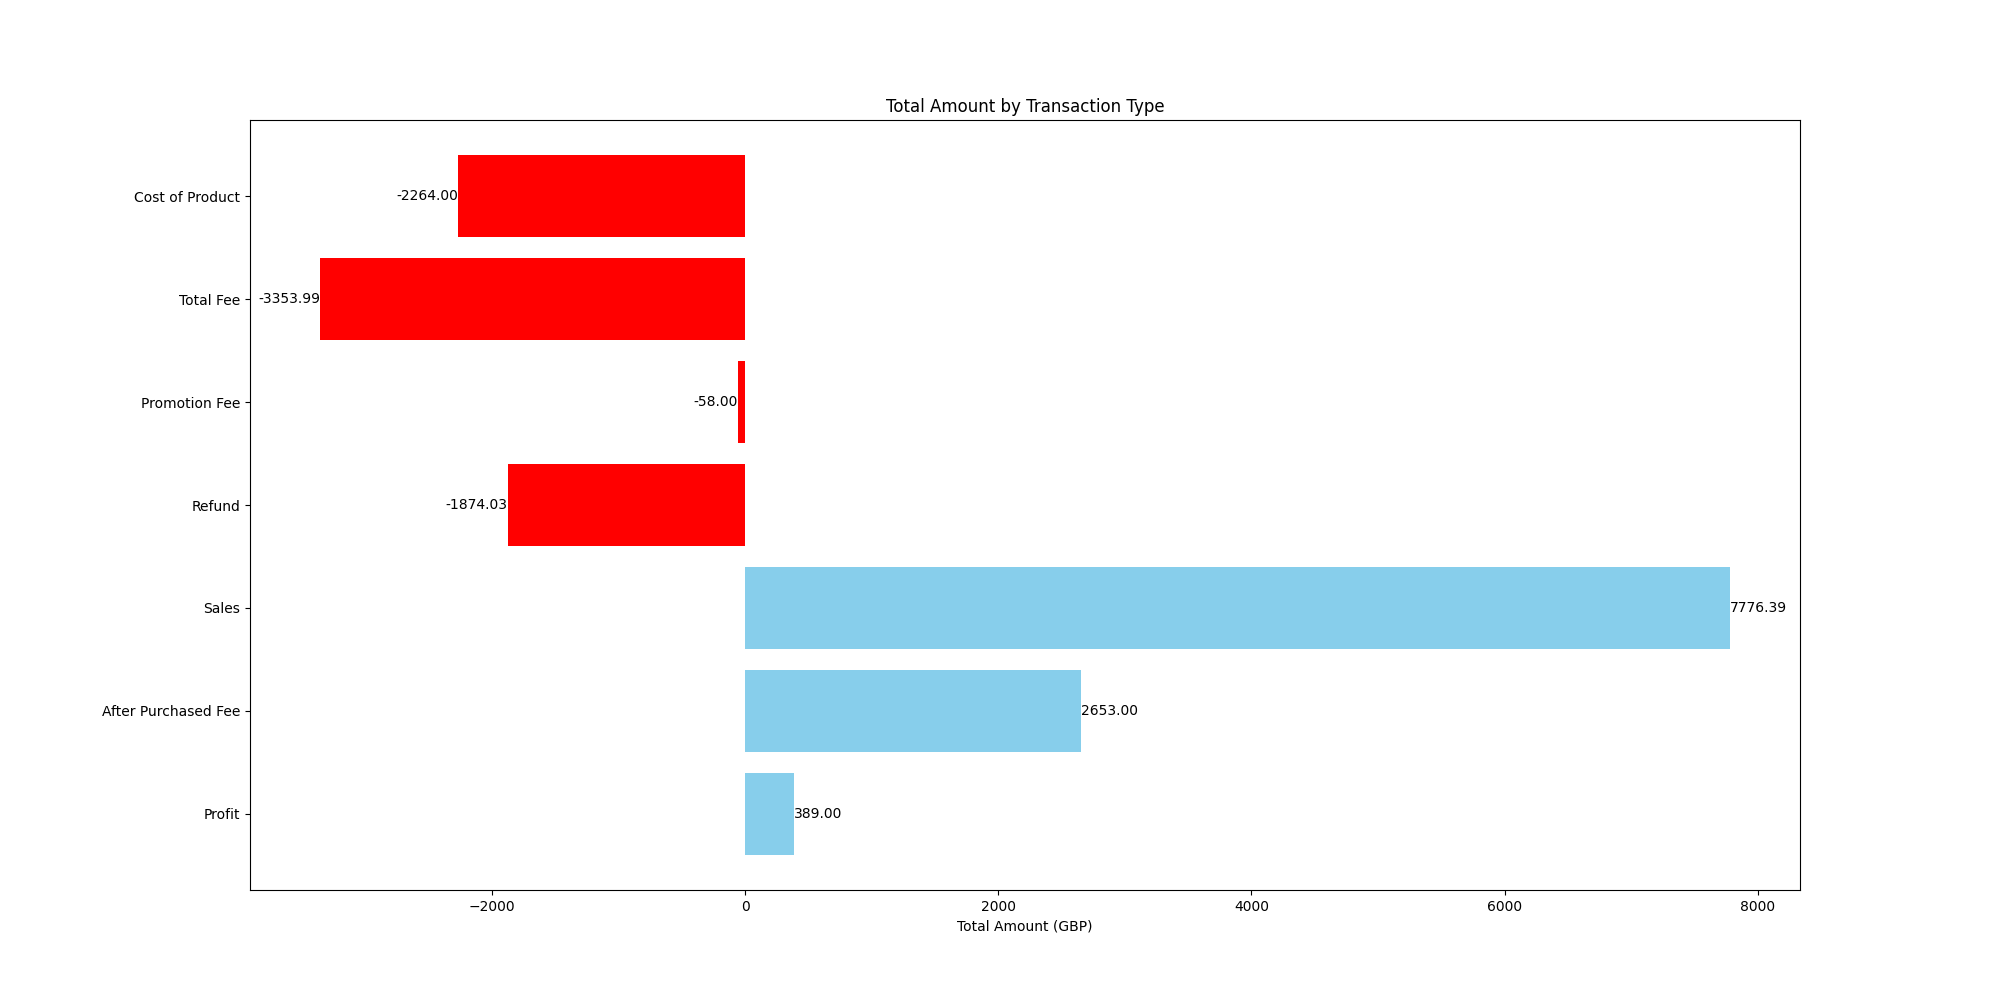 Total Amount by Transaction Type
Cost of Product
-2264.00
Total Fee
-3353.99
Promotion Fee
-58.00
Refund
-1874.03
Sales
7776.39
After Purchased Fee
2653.00
Profit
389.00
−2000 0 2000 4000 6000 8000
Total Amount (GBP)